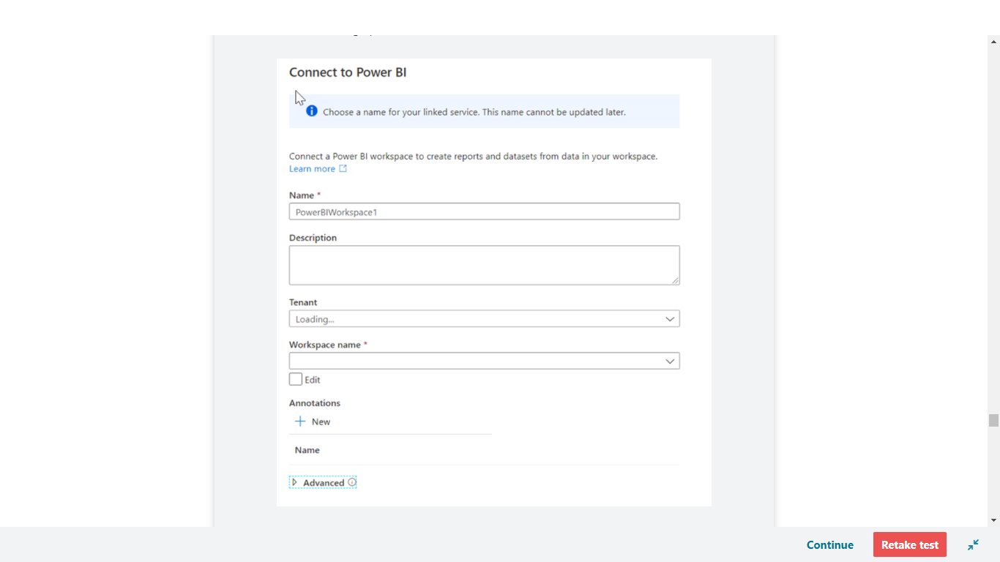 Connect to Power BI
Choose a name for your linked service. This name cannot be updated later.
Connect a Power BI workspace to create reports and datasets from data in your workspace.
Learn more
Name *
PowerBIWorkspace1
Description
Tenant
Loading...
Workspace name *
Edit
Annotations
New
Name
Advanced
Continue
Retake test